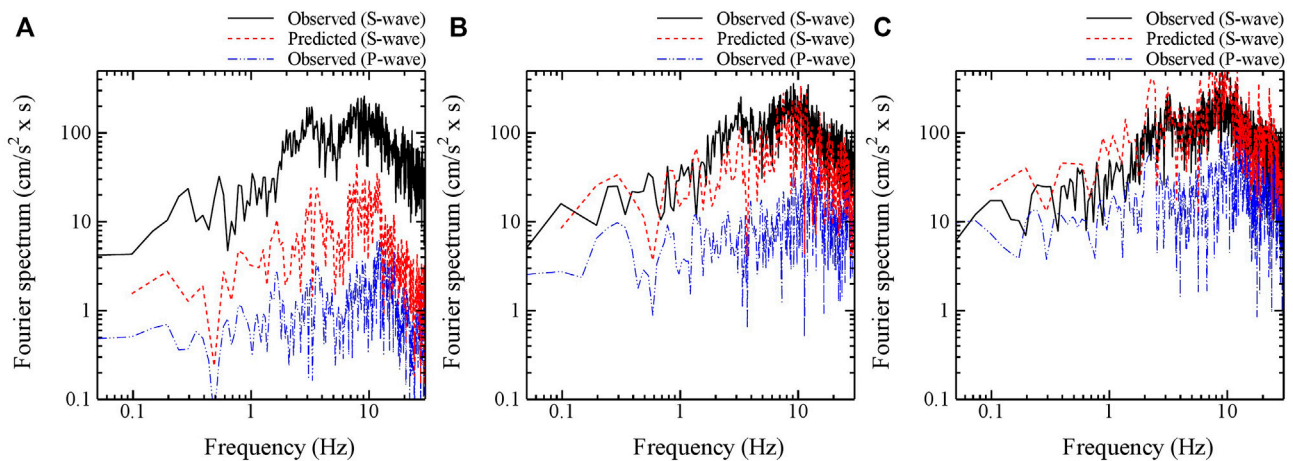 A
Observed (S-wave)
Predicted (S-wave)
Observed (P-wave)
Fourier spectrum (cm/s² x s)
100
10
1
0.1
0.1 1 10
Frequency (Hz)
B
Observed (S-wave)
Predicted (S-wave)
Observed (P-wave)
Fourier spectrum (cm/s² x s)
100
10
1
0.1
0.1 1 10
Frequency (Hz)
C
Observed (S-wave)
Predicted (S-wave)
Observed (P-wave)
Fourier spectrum (cm/s² x s)
100
10
1
0.1
0.1 1 10
Frequency (Hz)